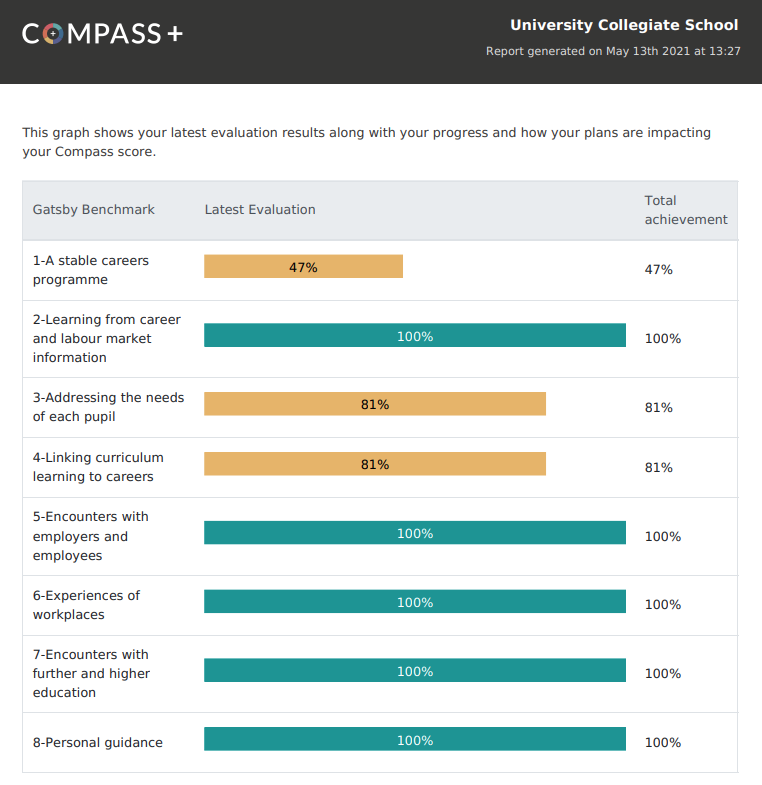 COMPASS +
University Collegiate School
Report generated on May 13th 2021 at 13:27
This graph shows your latest evaluation results along with your progress and how your plans are impacting
your Compass score.
Gatsby Benchmark
Latest Evaluation
Total
achievement
1-A stable careers
programme
47%
47%
2-Learning from career
and labour market
information
100%
100%
3-Addressing the needs
of each pupil
81%
81%
4-Linking curriculum
learning to careers
81%
81%
5-Encounters with
employers and
employees
100%
100%
6-Experiences of
workplaces
100%
100%
7-Encounters with
further and higher
education
100%
100%
8-Personal guidance
100%
100%